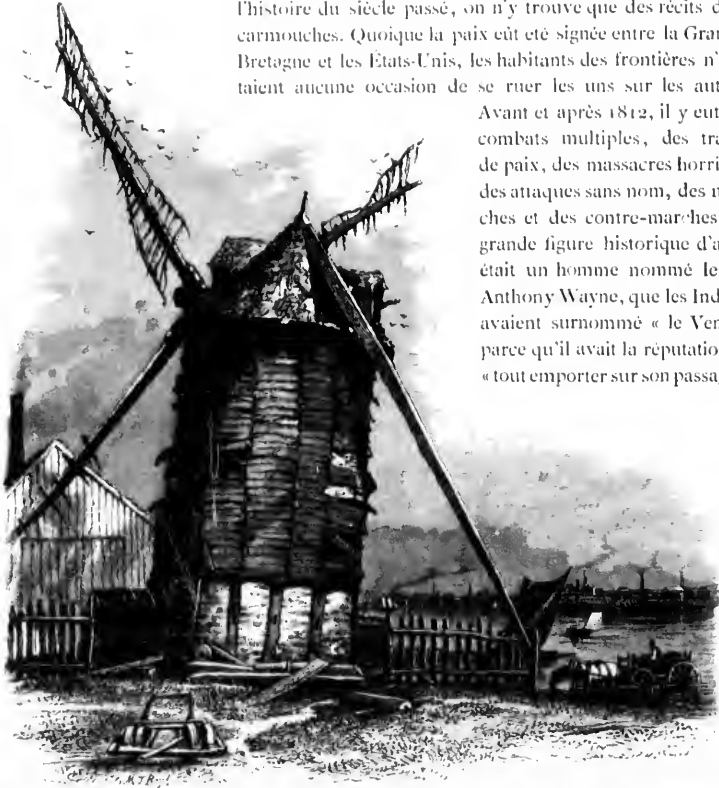 l'histoire du siècle passé, on n'y trouve que des récits d
carmouches. Quoique la paix eût eté signée entre la Gran
Bretagne et les États-Unis, les habitants des frontières n'
taient aucune occasion de se ruer les uns sur les aut
Avant et après 1812, il y eut
combats multiples, des tra
de paix, des massacres horri
des attaques sans nom, des m
ches et des contre-marches
grande figure historique d'a
était un homme nommé le
Anthony Wayne, que les Ind
avaient surnommé « le Ven
parce qu'il avait la réputatio
« tout emporter sur son passa